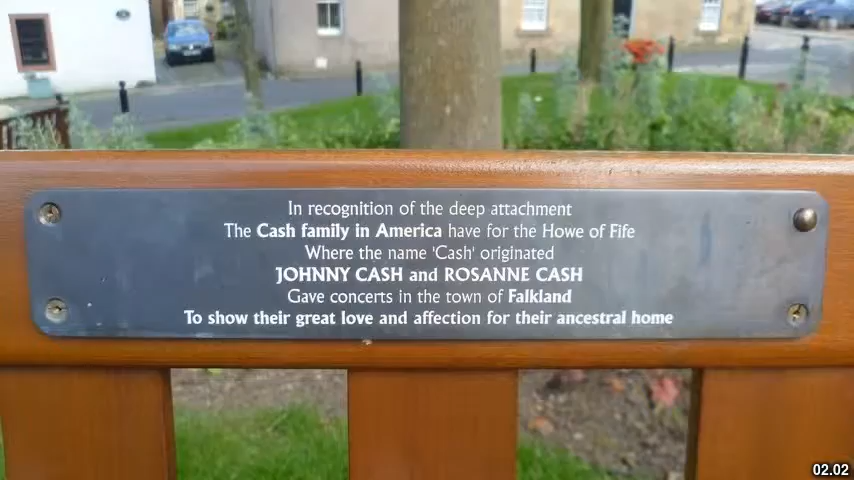 In recognition of the deep attachment
The Cash family in America have for the Howe of Fife
Where the name 'Cash' originated
JOHNNY CASH and ROSANNE CASH
Gave concerts in the town of Falkland
To show their great love and affection for their ancestral home
02.02